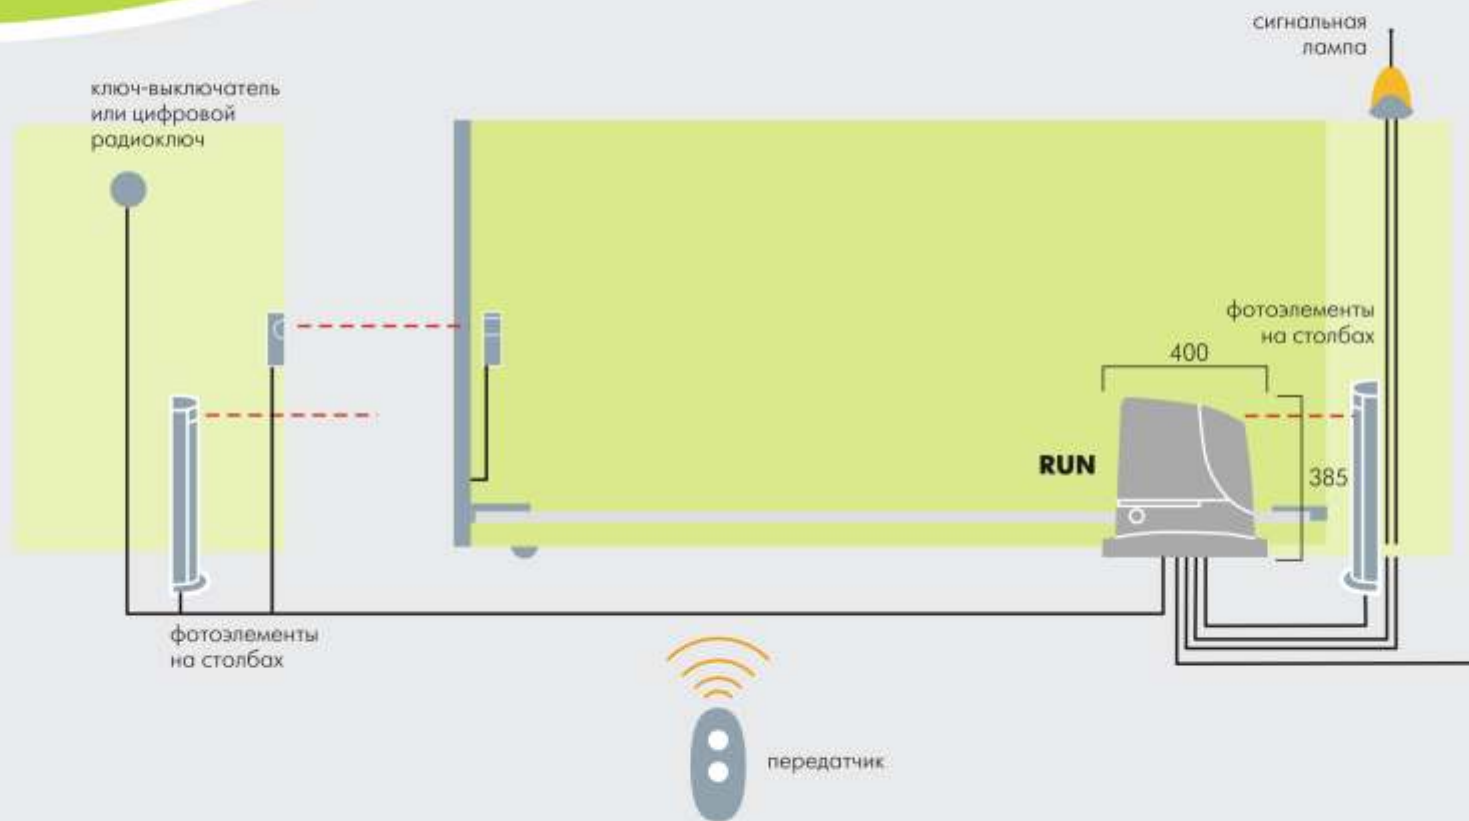 сигнальная
лампа
ключ-выключатель
или цифровой
радиоключ
фотоэлементы
на столбах
400
RUN
385
фотоэлементы
на столбах
передатчик